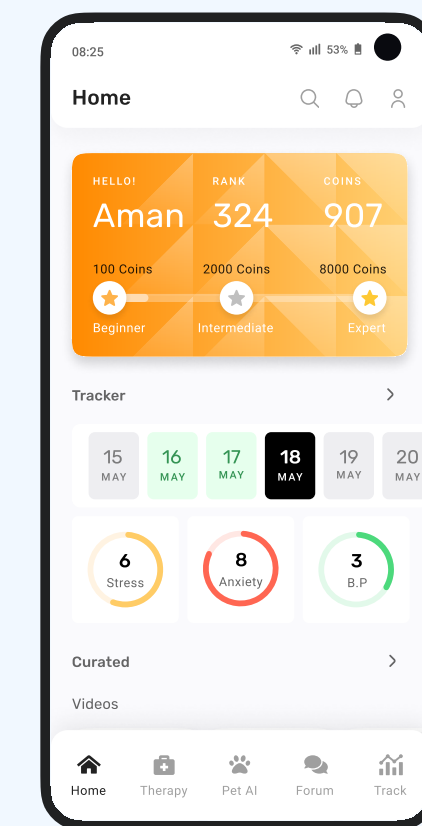 08:25 53%
Home
HELLO! RANK COINS
Aman 324 907
100 Coins 2000 Coins 8000 Coins
Beginner Intermediate Expert
Tracker
15 16 17 18 19 20
MAY MAY MAY MAY MAY MAY
6 8 3
Stress Anxiety B.P
Curated
Videos
Home Therapy Pet AI Forum Track